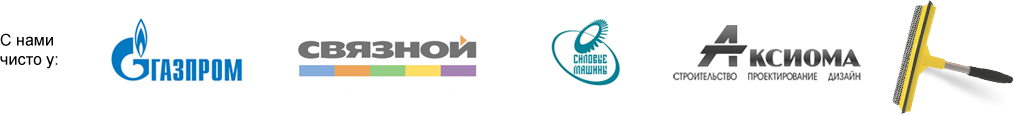 С нами
чисто у:
ГАЗПРОМ
СВЯЗНОЙ
СИЛОВЫЕ
МАШИНЫ
Аксиома
СТРОИТЕЛЬСТВО ПРОЕКТИРОВАНИЕ ДИЗАЙН